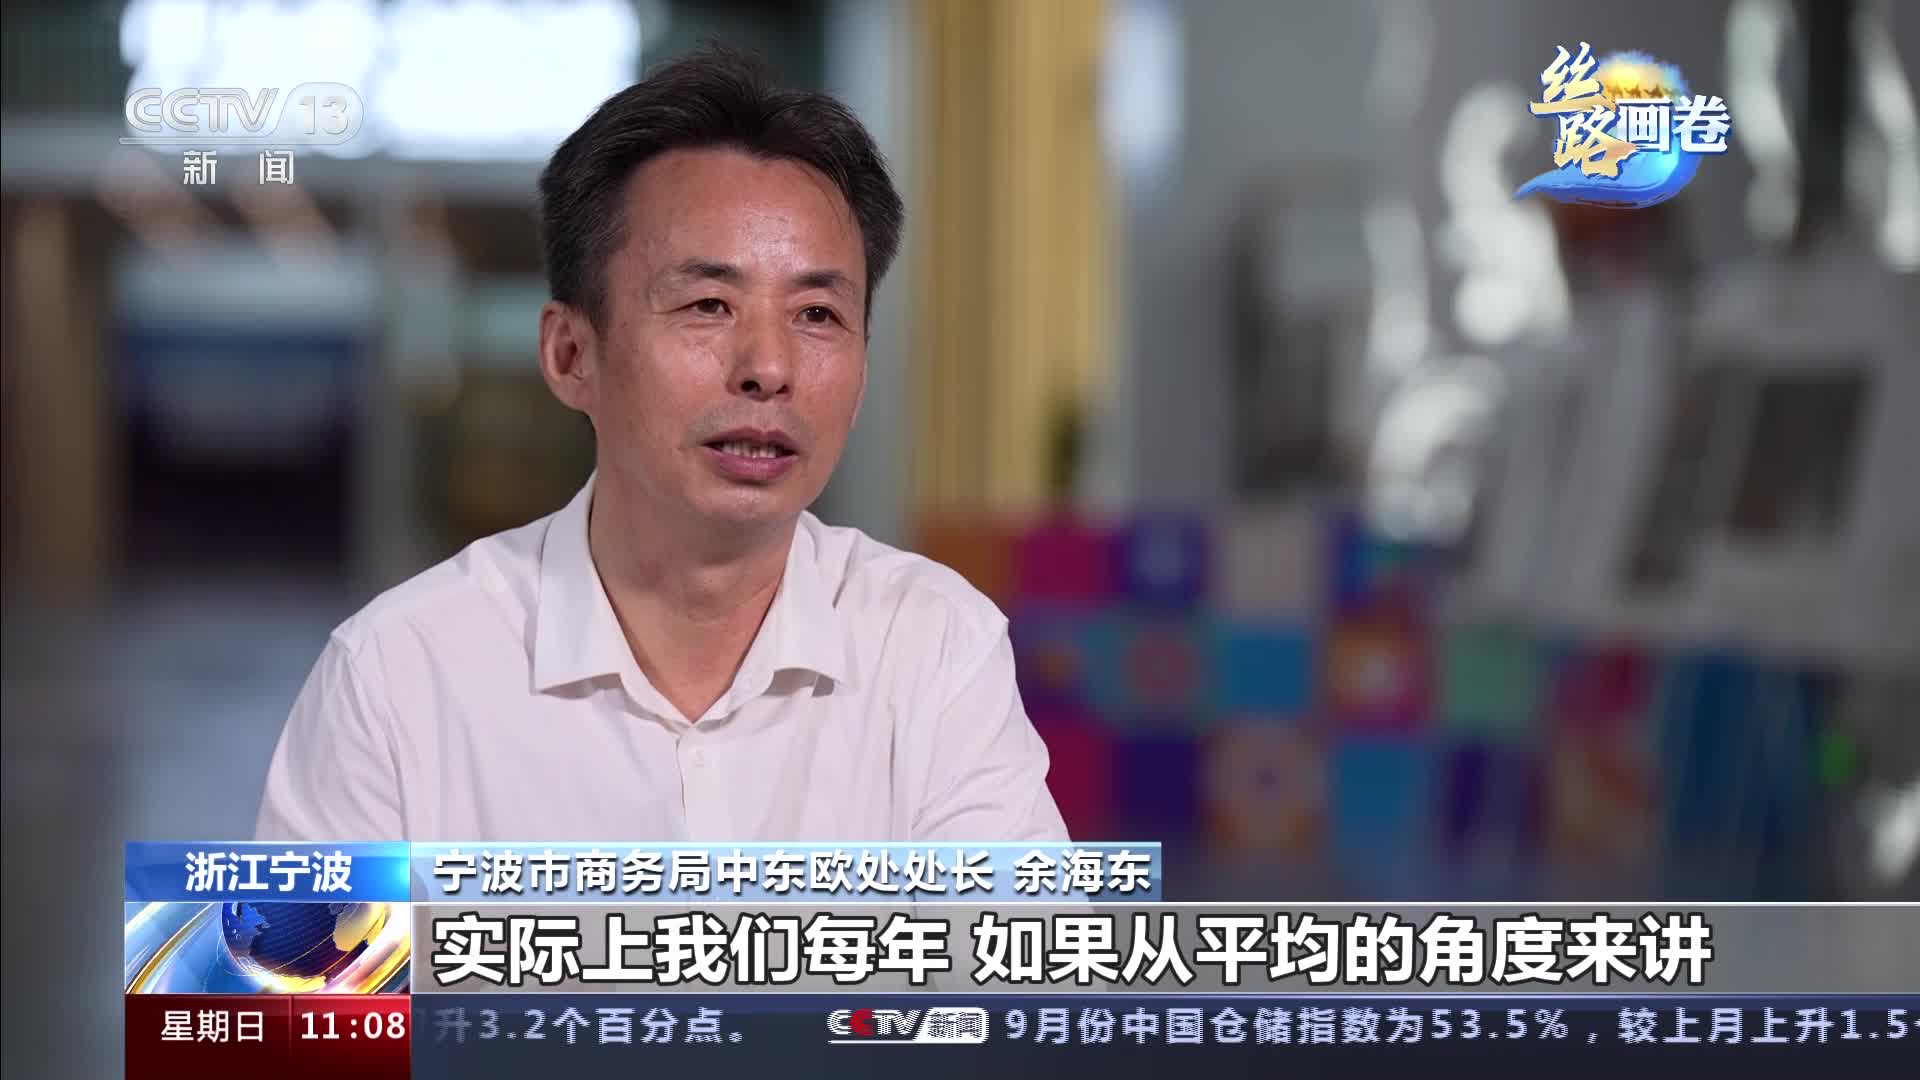 CCTV 13
新闻
丝路画卷
浙江宁波
宁波市商务局中东欧处处长 余海东
实际上我们每年 如果从平均的角度来讲
星期日 11:08
升3.2个百分点。 CCTV新闻 9月份中国仓储指数为53.5%，较上月上升1.5